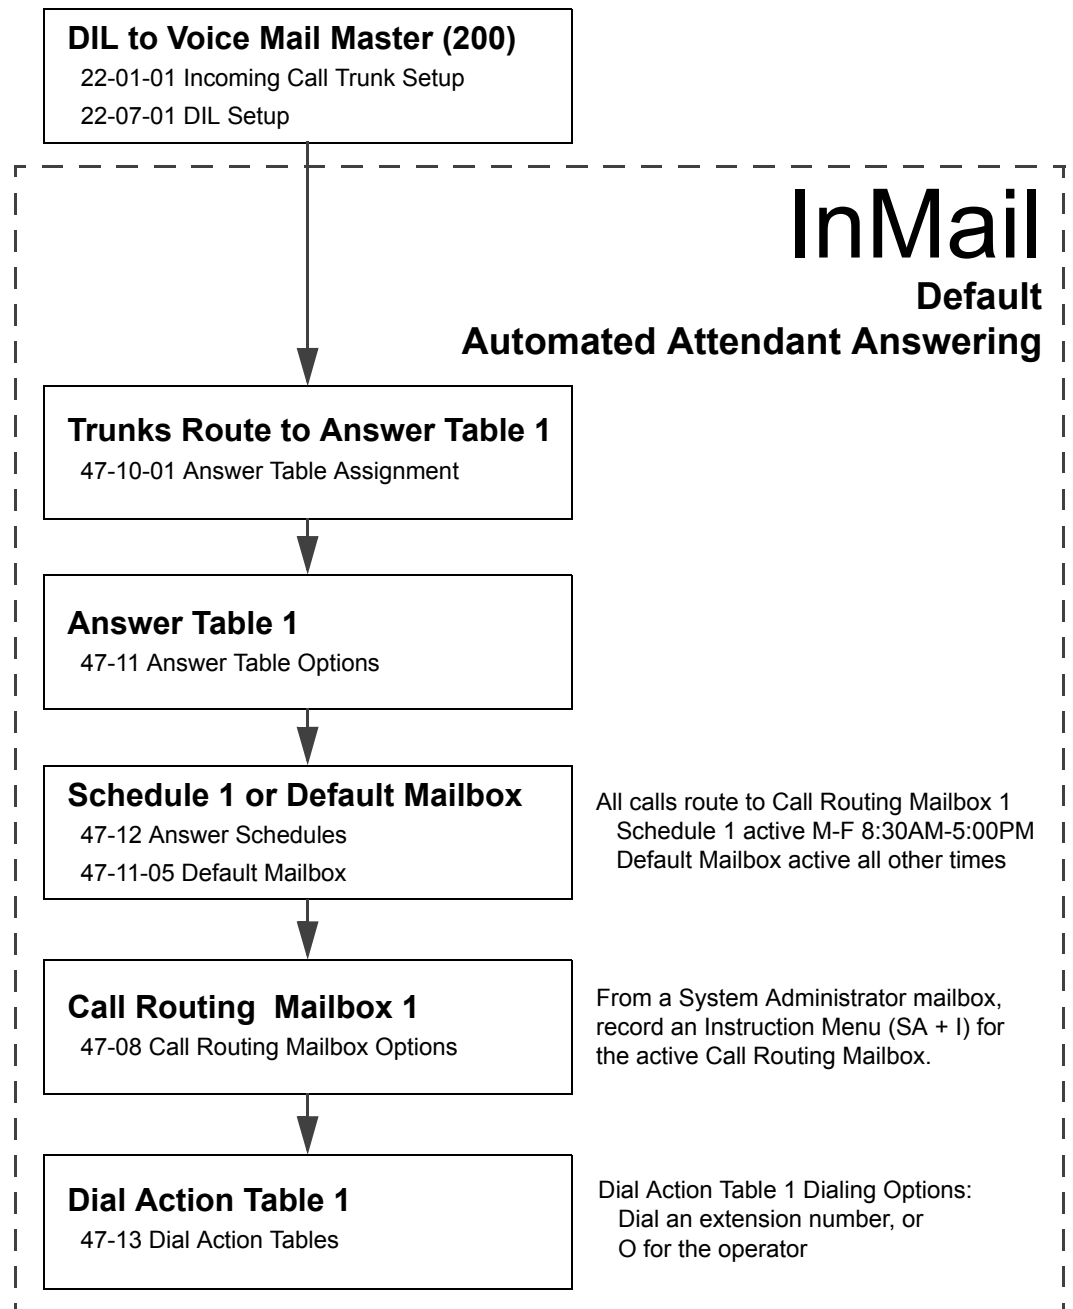 DIL to Voice Mail Master (200)
22-01-01 Incoming Call Trunk Setup
22-07-01 DIL Setup
InMail
Default
Automated Attendant Answering
Trunks Route to Answer Table 1
47-10-01 Answer Table Assignment
Answer Table 1
47-11 Answer Table Options
Schedule 1 or Default Mailbox
47-12 Answer Schedules
47-11-05 Default Mailbox
All calls route to Call Routing Mailbox 1
Schedule 1 active M-F 8:30AM-5:00PM
Default Mailbox active all other times
Call Routing  Mailbox 1
47-08 Call Routing Mailbox Options
From a System Administrator mailbox,
record an Instruction Menu (SA + I) for
the active Call Routing Mailbox.
Dial Action Table 1
47-13 Dial Action Tables
Dial Action Table 1 Dialing Options:
Dial an extension number, or
O for the operator